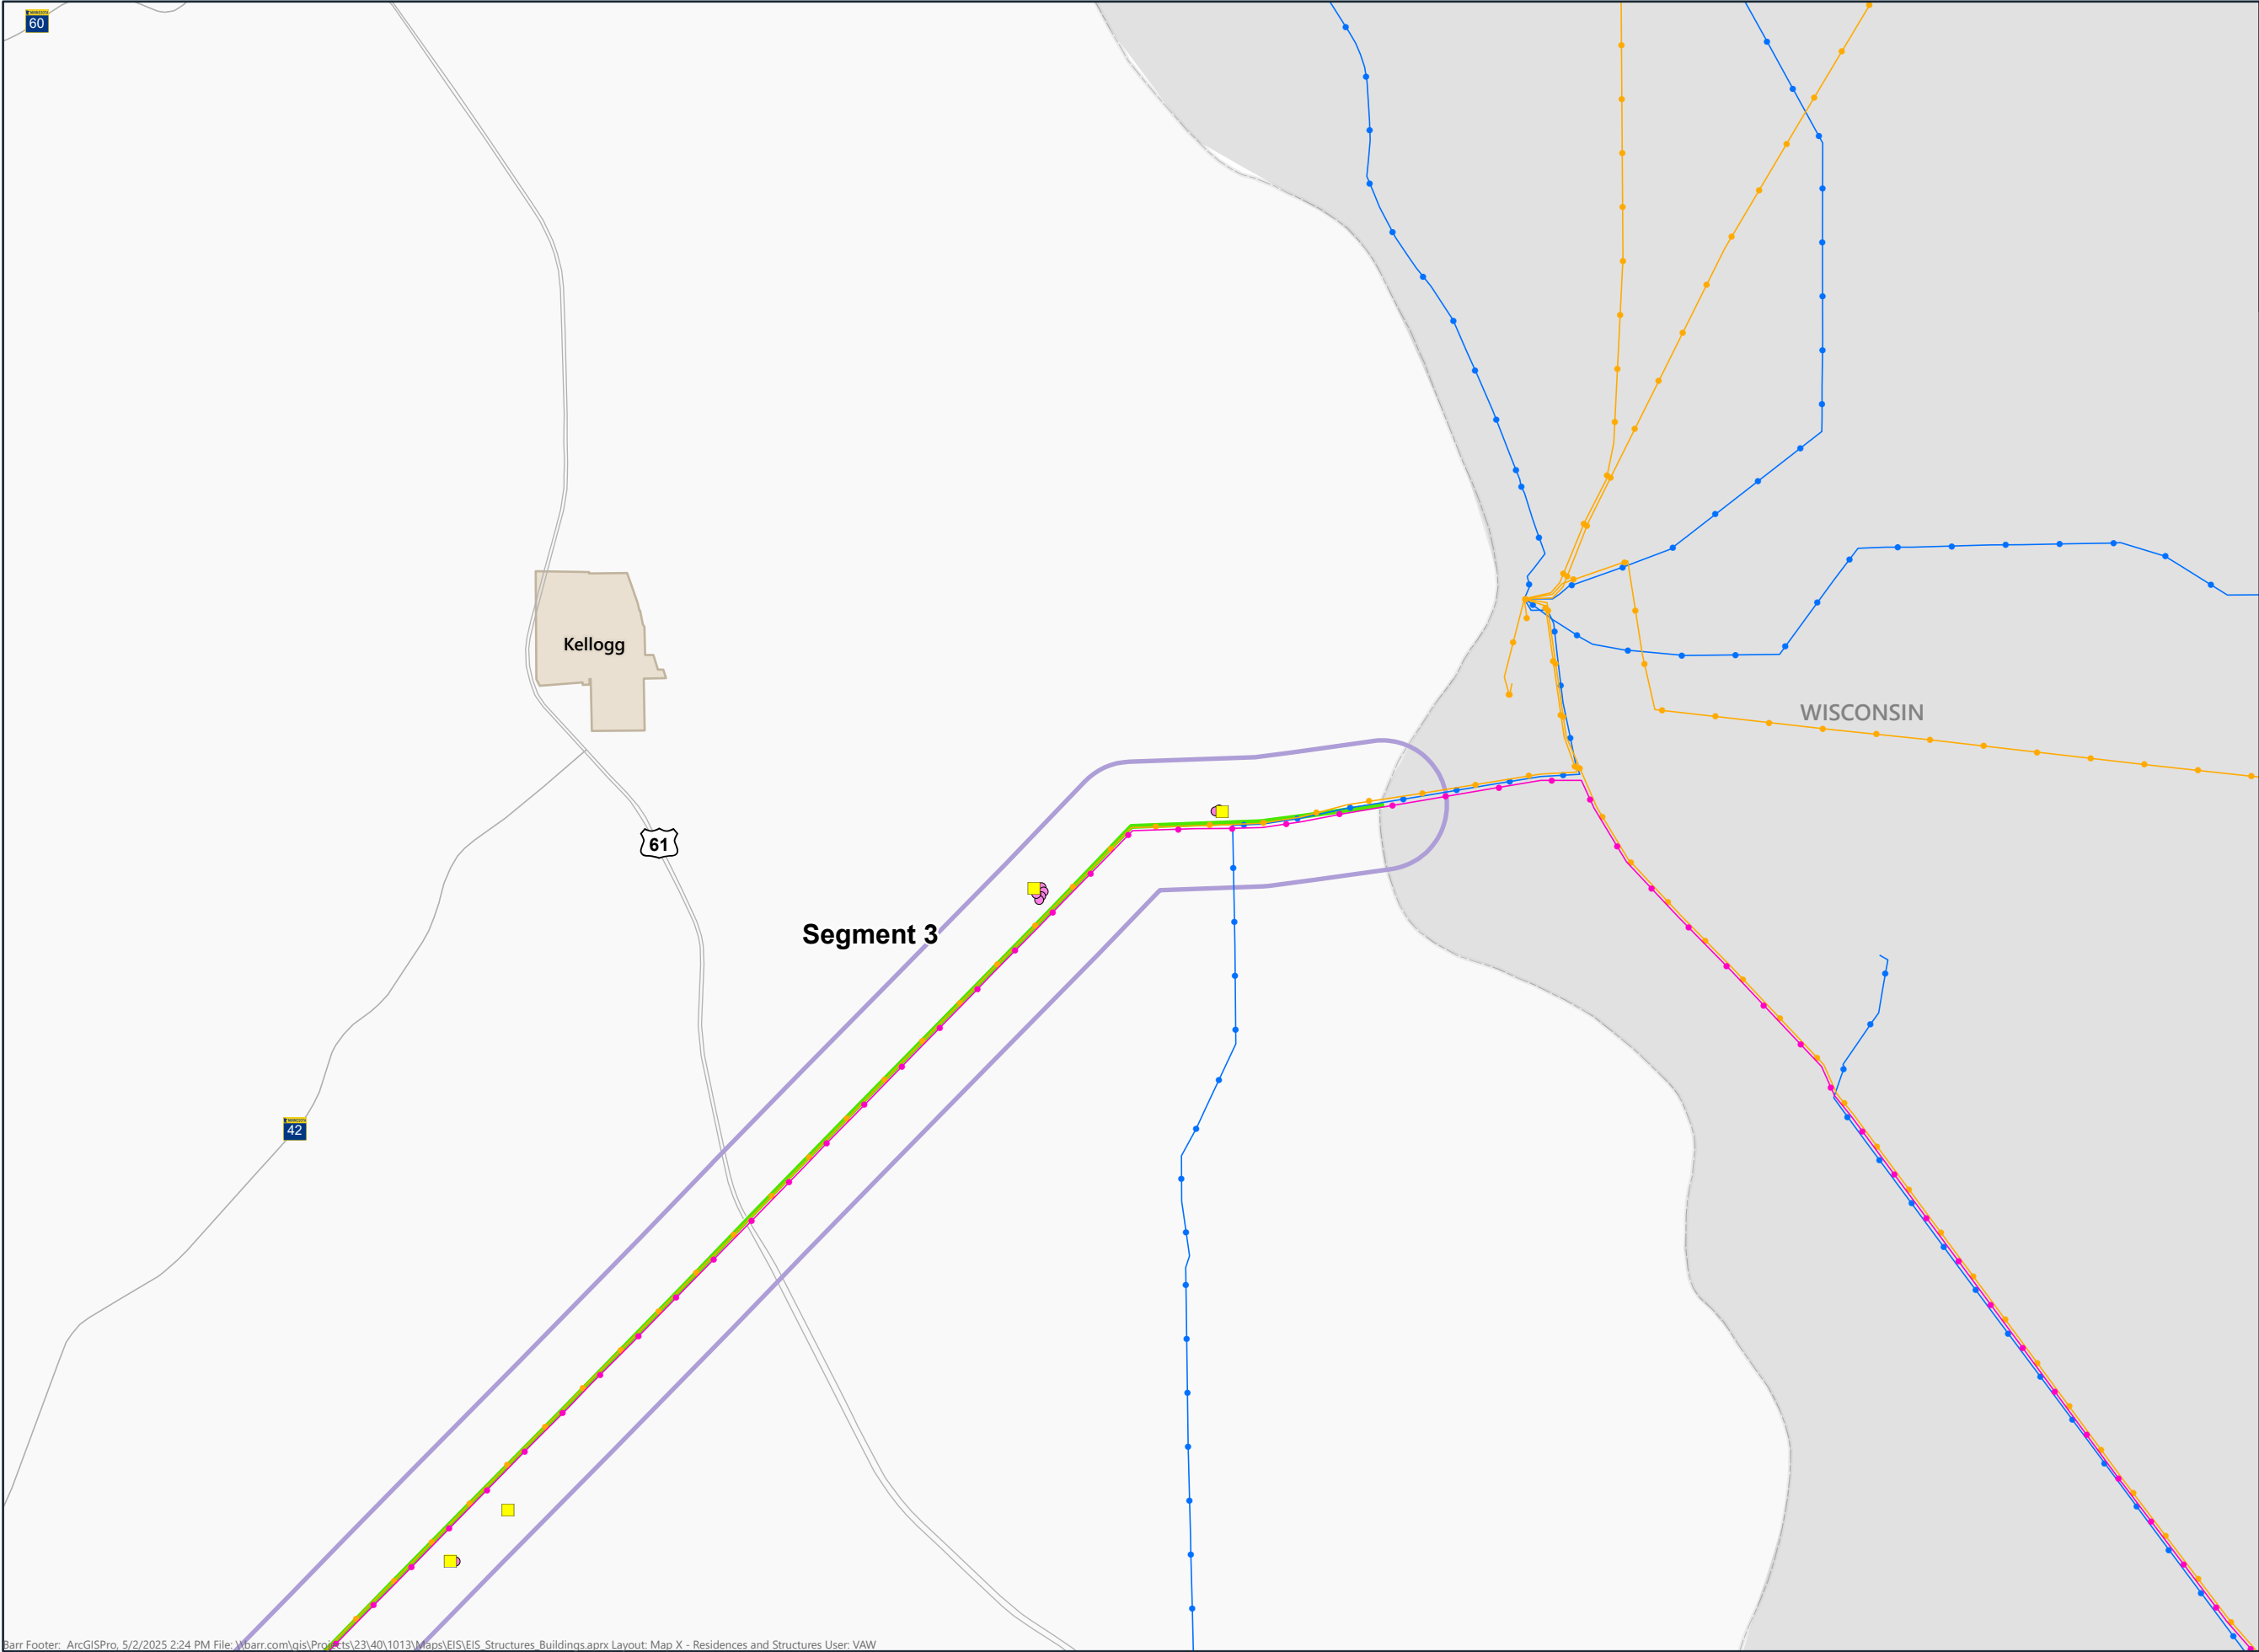 60
Kellogg
WISCONSIN
61
Segment 3
42
Barr Footer: ArcGISPro, 5/2/2025 2:24 PM File: \\barr.com\gis\Projects\23\40\1013\Maps\EIS\EIS_Structures_Buildings.aprx Layout: Map X - Residences and Structures User: VAW